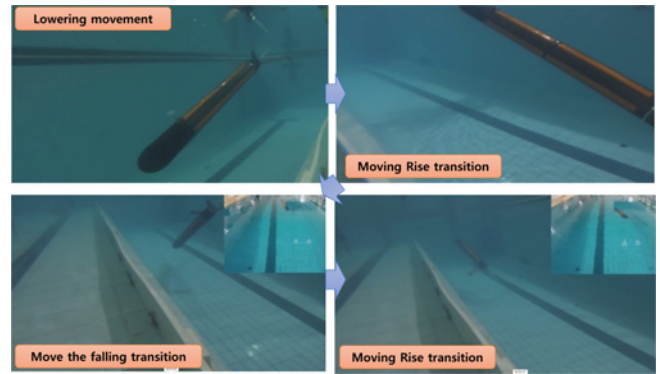 Lowering movement
Moving Rise transition
Move the falling transition
Moving Rise transition